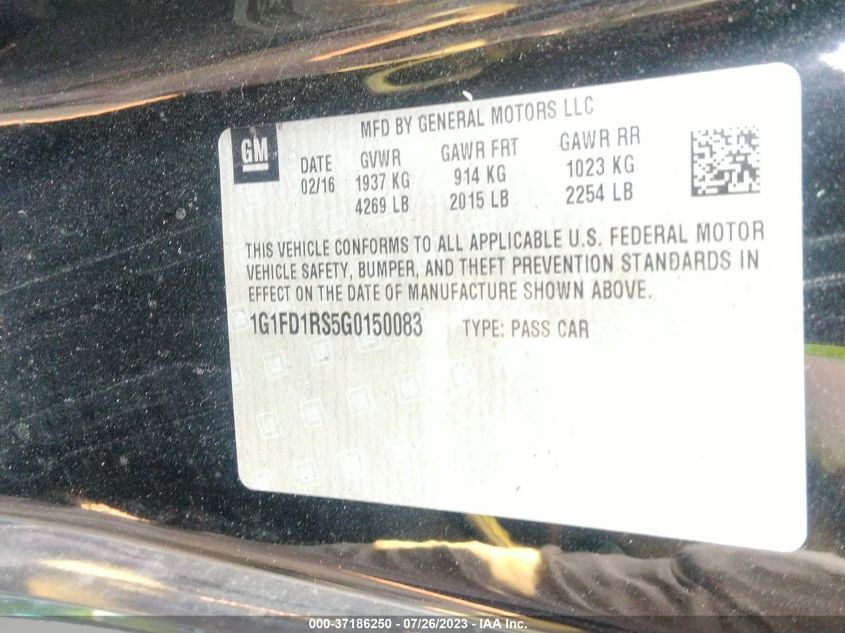 MFD BY GENERAL MOTORS LLC
GM
DATE GVWR GAWR FRT GAWR RR
02/16 1937 KG 914 KG 1023 KG
4269 LB 2015 LB 2254 LB
THIS VEHICLE CONFORMS TO ALL APPLICABLE U.S. FEDERAL MOTOR
VEHICLE SAFETY, BUMPER, AND THEFT PREVENTION STANDARDS IN
EFFECT ON THE DATE OF MANUFACTURE SHOWN ABOVE.
1G1FD1RS5G0150083 TYPE: PASS CAR
000-37186250 - 07/26/2023 - IAA Inc.